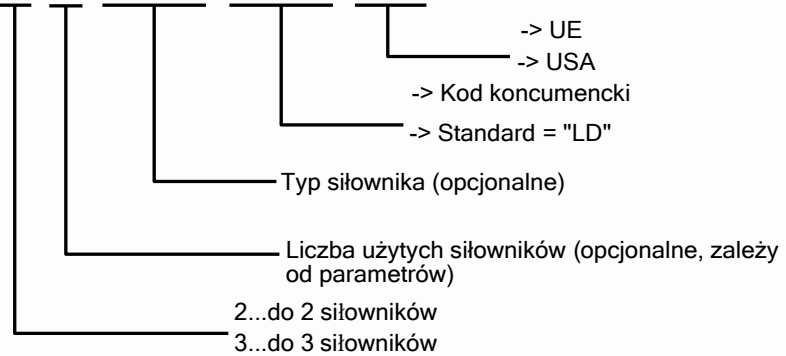 -> UE
-> USA
-> Kod koncumencki
-> Standard = "LD"
Typ siłownika (opcjonalne)
Liczba użytych siłowników (opcjonalne, zależy
od parametrów)
2...do 2 siłowników
3...do 3 siłowników